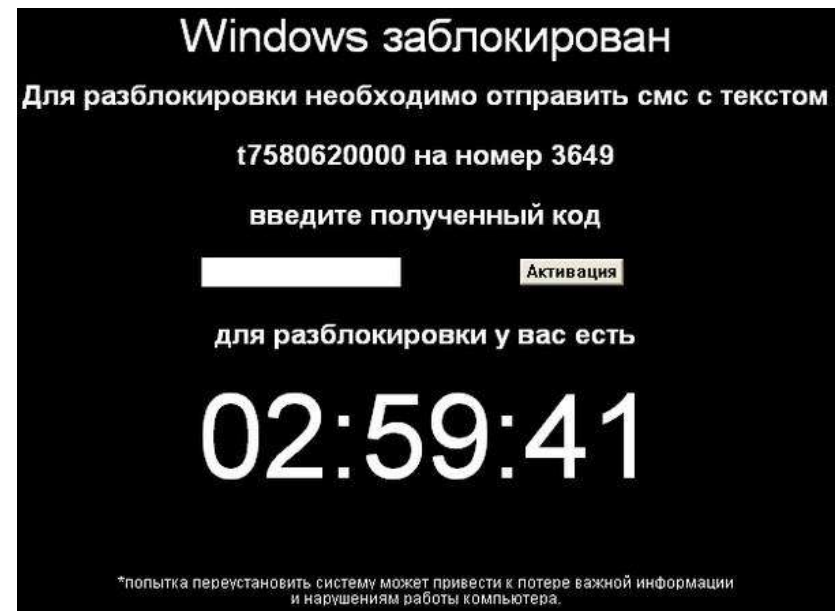 Windows заблокирован
Для разблокировки необходимо отправить смс с текстом
t7580620000 на номер 3649
введите полученный код
Активация
для разблокировки у вас есть
02:59:41
*попытка переустановить систему может привести к потере важной информации
и нарушениям работы компьютера.